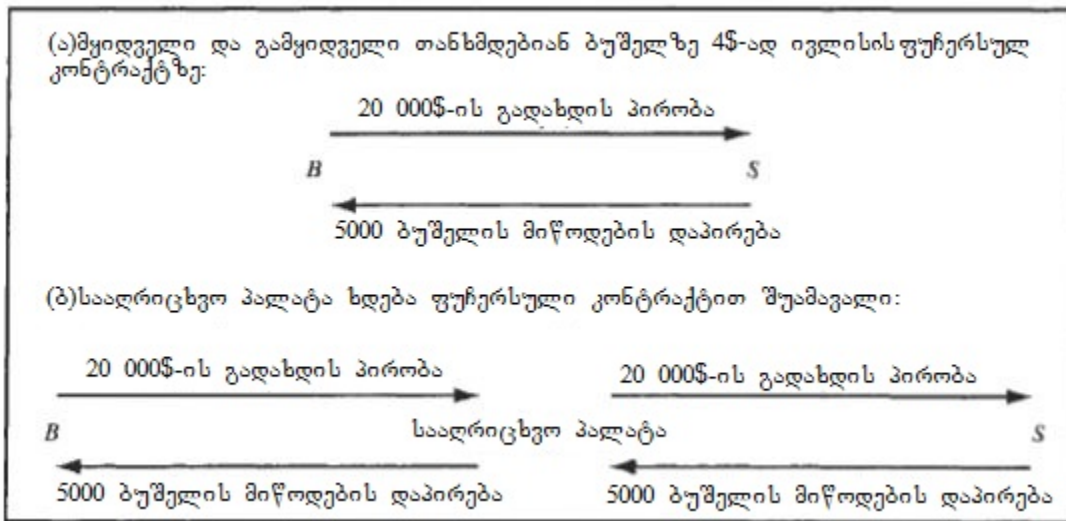 (ა)მყიდველი და გამყიდველი თანხმდებიან ბუშელზე 4$-ად ივლისის ფუჩერსულ
კონტრაქტზე:
20 000$-ის გადახდის პირობა
B S
5000 ბუშელის მიწოდების დაპირება
(ბ)სააღრიცხვო პალატა ხდება ფუჩერსული კონტრაქტით შუამავალი:
20 000$-ის გადახდის პირობა 20 000$-ის გადახდის პირობა
B სააღრიცხვო პალატა S
5000 ბუშელის მიწოდების დაპირება 5000 ბუშელის მიწოდების დაპირება